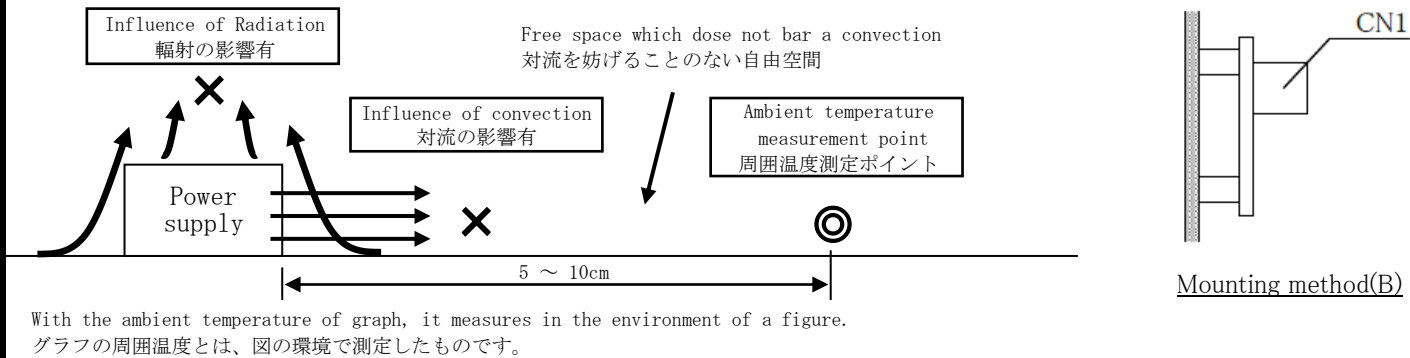 Influence of Radiation
輻射の影響有
Free space which dose not bar a convection
対流を妨げることのない自由空間
Influence of convection
対流の影響有
Ambient temperature
measurement point
周囲温度測定ポイント
Power
supply
5 ～ 10cm
With the ambient temperature of graph, it measures in the environment of a figure.
グラフの周囲温度とは、図の環境で測定したものです。
CN1
Mounting method(B)